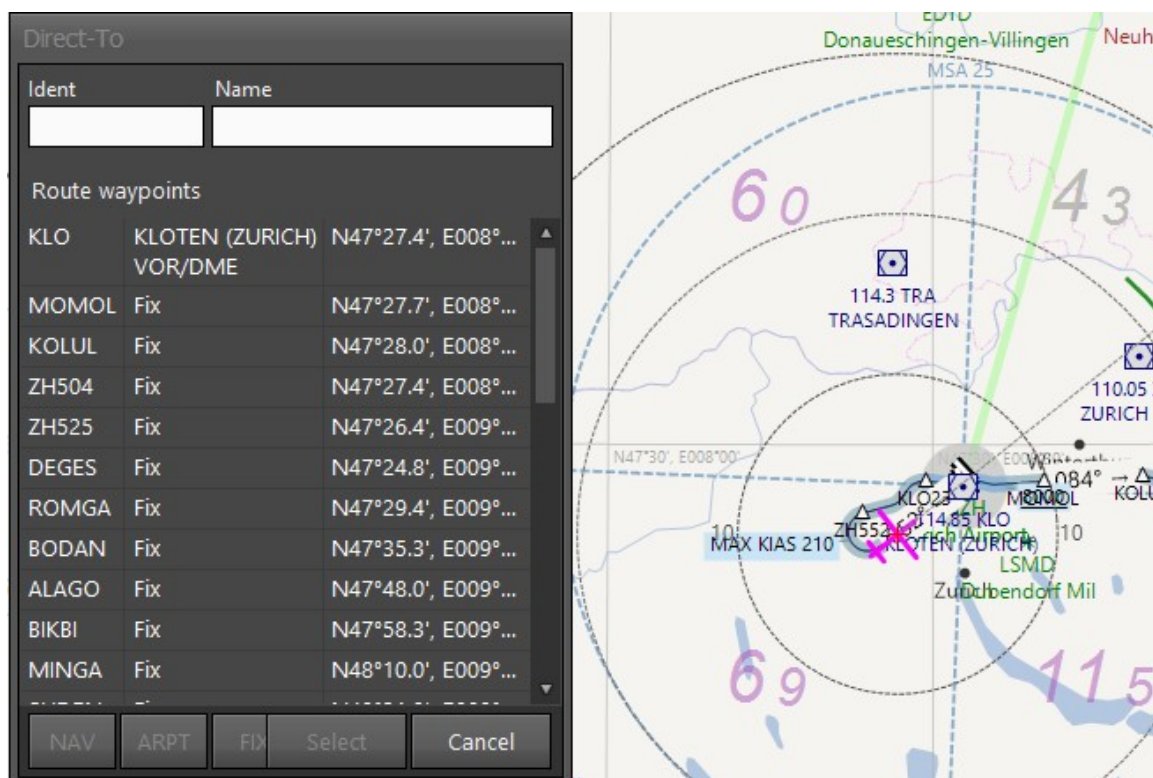 Direct-To
Ident Name
Route waypoints
KLO KLOTEN (ZURICH) VOR/DME N47°27.4', E008°...
MOMOL Fix N47°27.7', E008°...
KOLUL Fix N47°28.0', E008°...
ZH504 Fix N47°27.4', E008°...
ZH525 Fix N47°26.4', E009°...
DEGES Fix N47°24.8', E009°...
ROMGA Fix N47°29.4', E009°...
BODAN Fix N47°35.3', E009°...
ALAGO Fix N47°48.0', E009°...
BIKBI Fix N47°58.3', E009°...
MINGA Fix N48°10.0', E009°...
NAV ARPT FIX Select Cancel
EDTD
Donaueschingen-Villingen
Neuh
MSA 25
60
43
114.3 TRA
TRASADINGEN
110.05
ZURICH
N47°30', E008°00'
084°
KLO23
MOMOL
8000
KOLU
ZH552
114.85 KLO
KLOTEN (ZURICH)
10
10
MAX KIAS 210
LSMD
Dubendorf Mil
Zurich
69
115